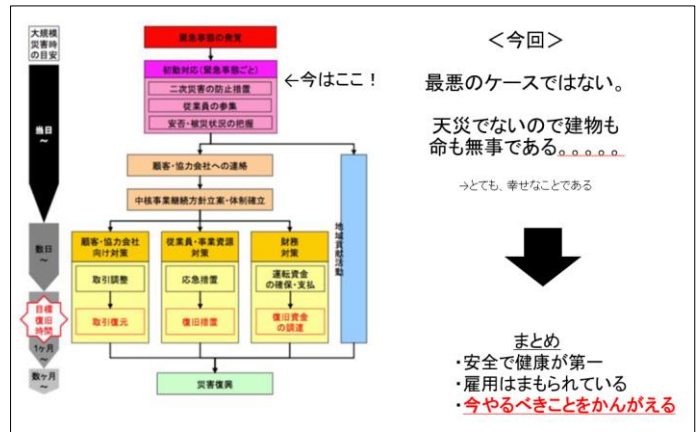 大規模
災害時
の目安
緊急事態の発覚
初動対応(緊急事態ごと)
二次災害の防止措置
従業員の参集
安否・被災状況の把握
←今はここ！
当日
～
顧客・協力会社への連絡
中核事業継続方針立案・体制確立
数日
～
顧客・協力会社
向け対策
取引調整
取引復元
従業員・事業資源
対策
応急措置
復旧措置
財務
対策
運転資金
の確保・支払
復旧資金
の調達
地域貢献活動
目標
復旧
時間
1ヶ月
～
数ヶ月
～
災害復興
＜今回＞
最悪のケースではない。
天災でないので建物も
命も無事である。。。。。
→とても、幸せなことである
まとめ
・安全で健康が第一
・雇用はまもられている
・今やるべきことをかんがえる